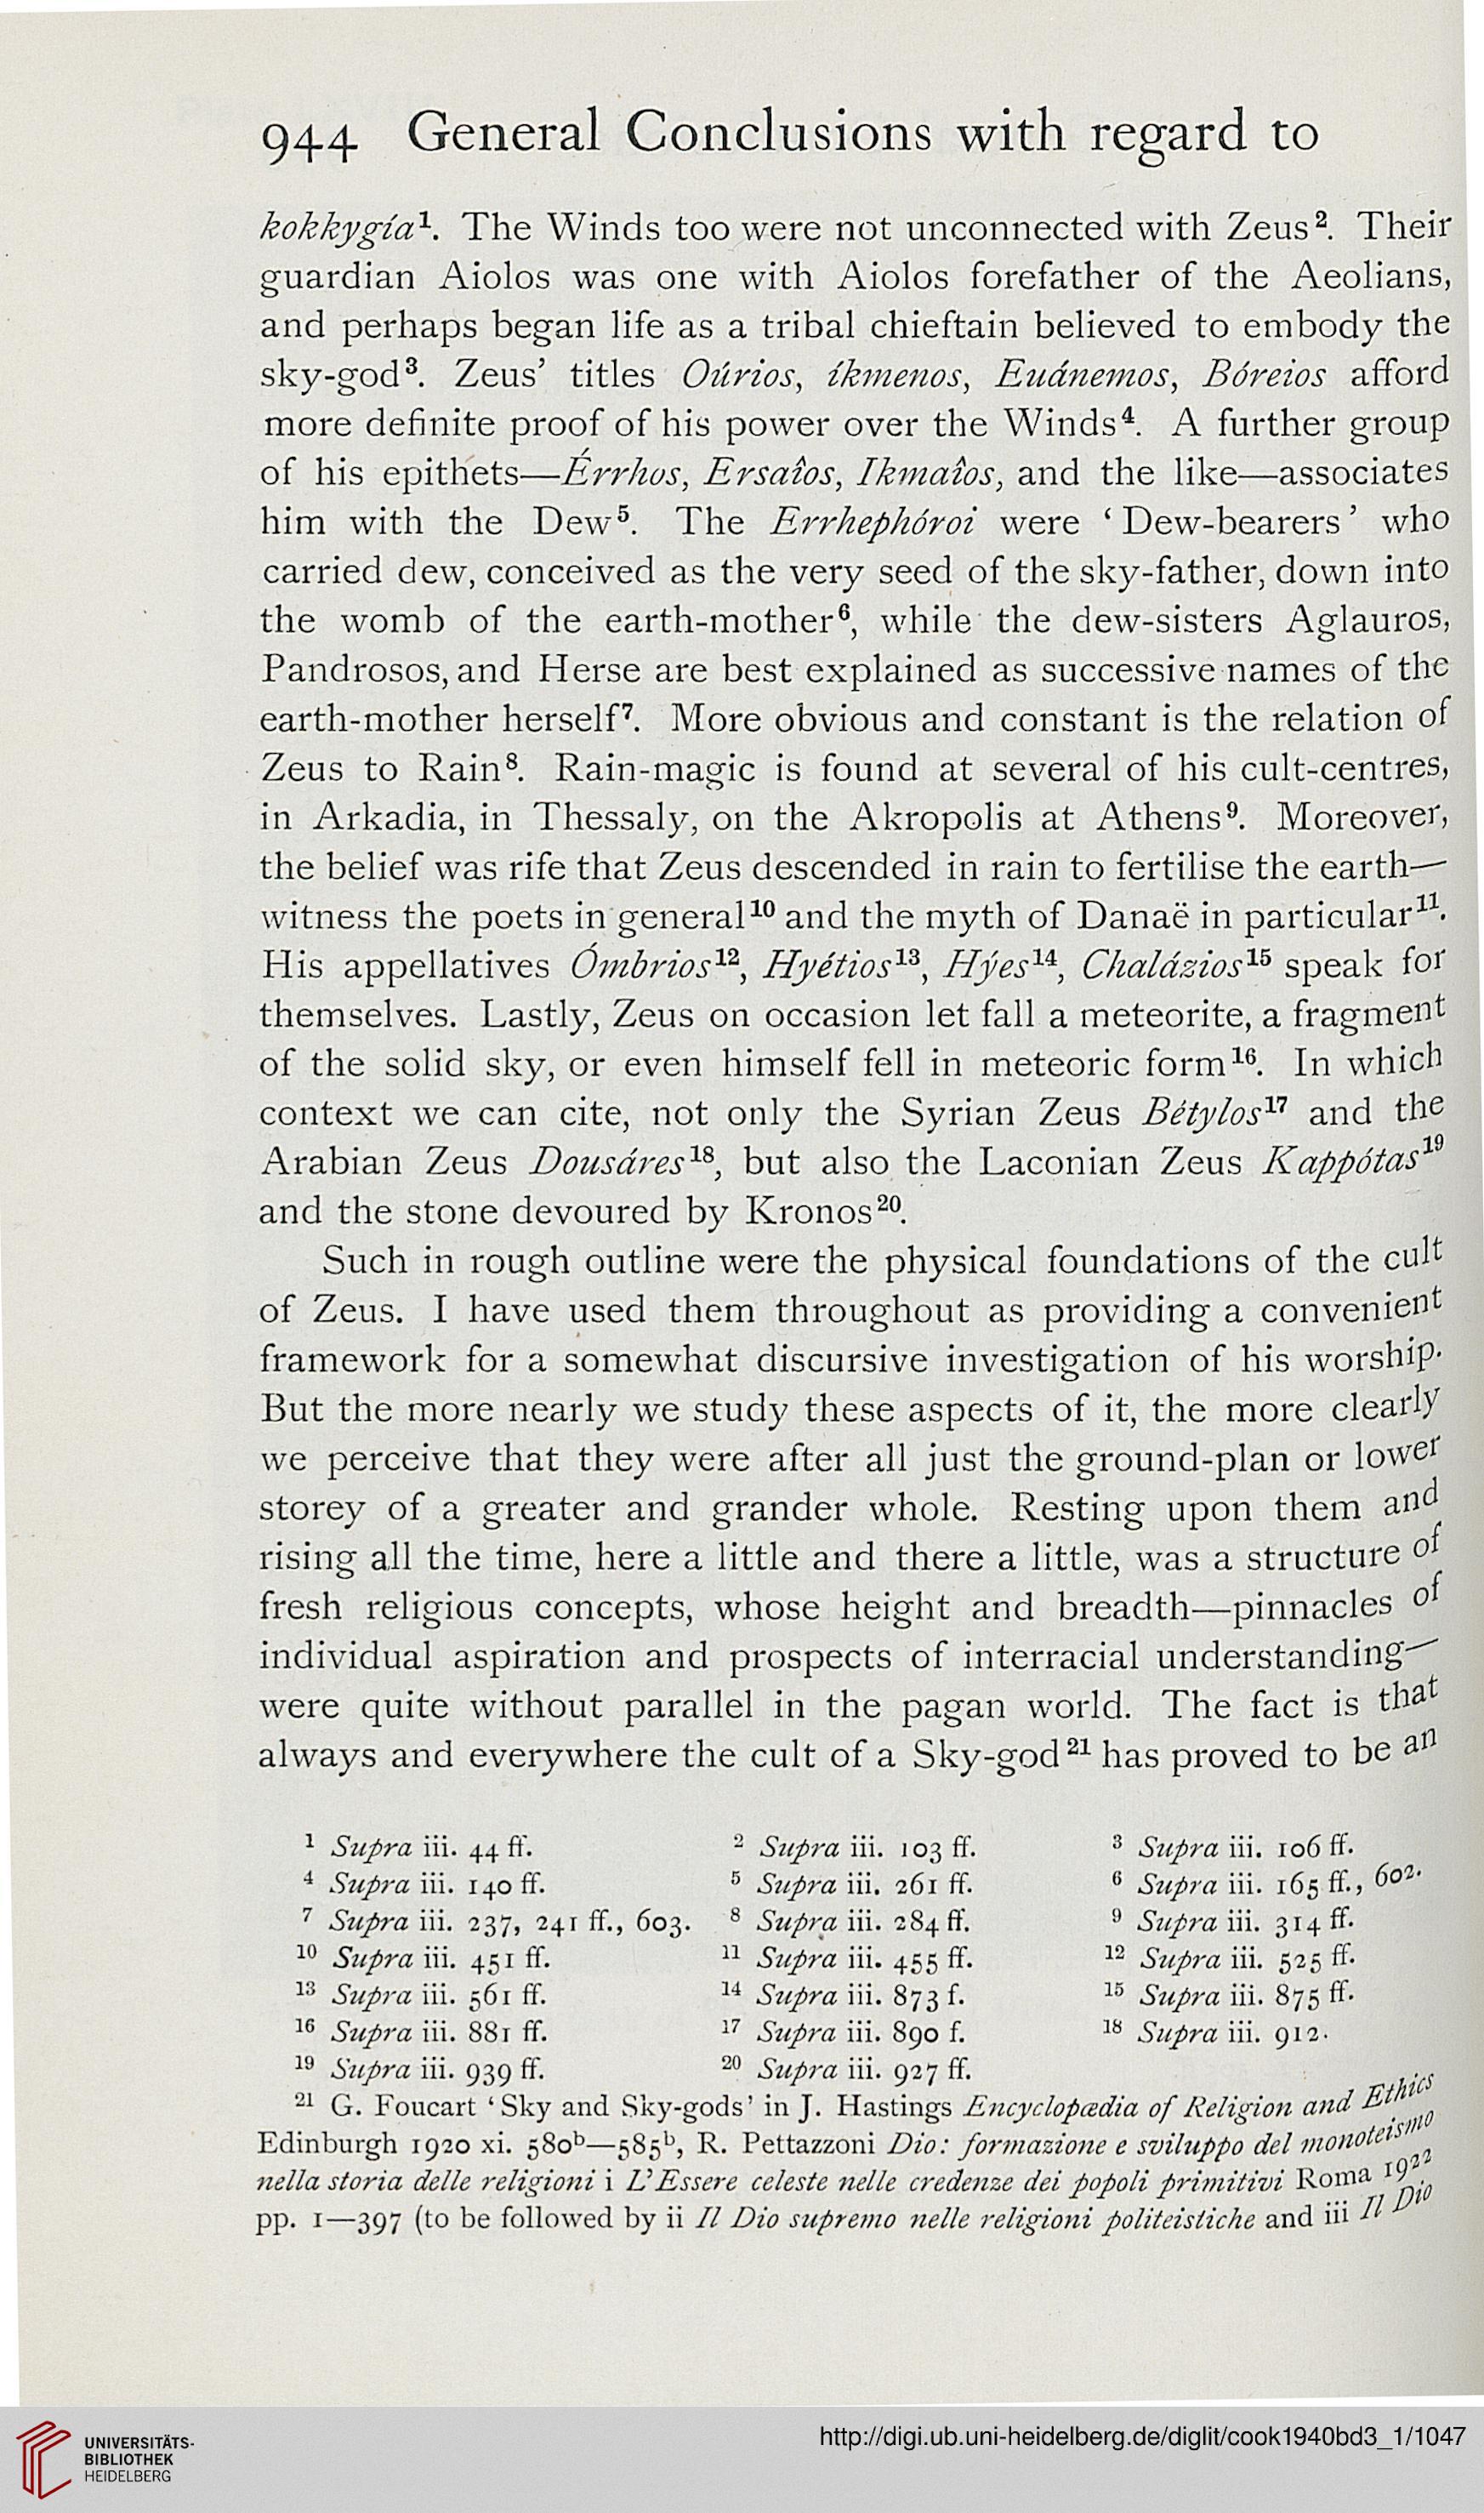 944 General Conclusions with regard to
kokkygía¹. The Winds too were not unconnected with Zeus². Their
guardian Aiolos was one with Aiolos forefather of the Aeolians,
and perhaps began life as a tribal chieftain believed to embody the
sky-god³. Zeus’ titles Oúrios, íkmenos, Euánemos, Bóreios afford
more definite proof of his power over the Winds⁴. A further group
of his epithets—Érrhos, Ersaîos, Ikmaîos, and the like—associates
him with the Dew⁵. The Errhephóroi were ‘Dew-bearers’ who
carried dew, conceived as the very seed of the sky-father, down into
the womb of the earth-mother⁶, while the dew-sisters Aglauros,
Pandrosos, and Herse are best explained as successive names of the
earth-mother herself⁷. More obvious and constant is the relation of
Zeus to Rain⁸. Rain-magic is found at several of his cult-centres,
in Arkadia, in Thessaly, on the Akropolis at Athens⁹. Moreover,
the belief was rife that Zeus descended in rain to fertilise the earth—
witness the poets in general¹⁰ and the myth of Danaë in particular¹¹.
His appellatives Ómbrios¹², Hyétios¹³, Hýes¹⁴, Chalázios¹⁵ speak for
themselves. Lastly, Zeus on occasion let fall a meteorite, a fragment
of the solid sky, or even himself fell in meteoric form¹⁶. In which
context we can cite, not only the Syrian Zeus Bétylos¹⁷ and the
Arabian Zeus Dousáres¹⁸, but also the Laconian Zeus Kappótas¹⁹
and the stone devoured by Kronos²⁰.
Such in rough outline were the physical foundations of the cult
of Zeus. I have used them throughout as providing a convenient
framework for a somewhat discursive investigation of his worship.
But the more nearly we study these aspects of it, the more clearly
we perceive that they were after all just the ground-plan or lower
storey of a greater and grander whole. Resting upon them and
rising all the time, here a little and there a little, was a structure of
fresh religious concepts, whose height and breadth—pinnacles of
individual aspiration and prospects of interracial understanding—
were quite without parallel in the pagan world. The fact is that
always and everywhere the cult of a Sky-god²¹ has proved to be an
¹ Supra iii. 44 ff. ² Supra iii. 103 ff. ³ Supra iii. 106 ff.
⁴ Supra iii. 140 ff. ⁵ Supra iii. 261 ff. ⁶ Supra iii. 165 ff., 602.
⁷ Supra iii. 237, 241 ff., 603. ⁸ Supra iii. 284 ff. ⁹ Supra iii. 314 ff.
¹⁰ Supra iii. 451 ff. ¹¹ Supra iii. 455 ff. ¹² Supra iii. 525 ff.
¹³ Supra iii. 561 ff. ¹⁴ Supra iii. 873 f. ¹⁵ Supra iii. 875 ff.
¹⁶ Supra iii. 881 ff. ¹⁷ Supra iii. 890 f. ¹⁸ Supra iii. 912.
¹⁹ Supra iii. 939 ff. ²⁰ Supra iii. 927 ff.
²¹ G. Foucart ‘Sky and Sky-gods’ in J. Hastings Encyclopædia of Religion and Ethics
Edinburgh 1920 xi. 580ᵇ—585ᵇ, R. Pettazzoni Dio: formazione e sviluppo del monoteismo
nella storia delle religioni i L’Essere celeste nelle credenze dei popoli primitivi Roma 1922
pp. 1—397 (to be followed by ii Il Dio supremo nelle religioni politeistiche and iii Il Dio
UNIVERSITÄTS-
BIBLIOTHEK
HEIDELBERG
http://digi.ub.uni-heidelberg.de/diglit/cook1940bd3_1/1047